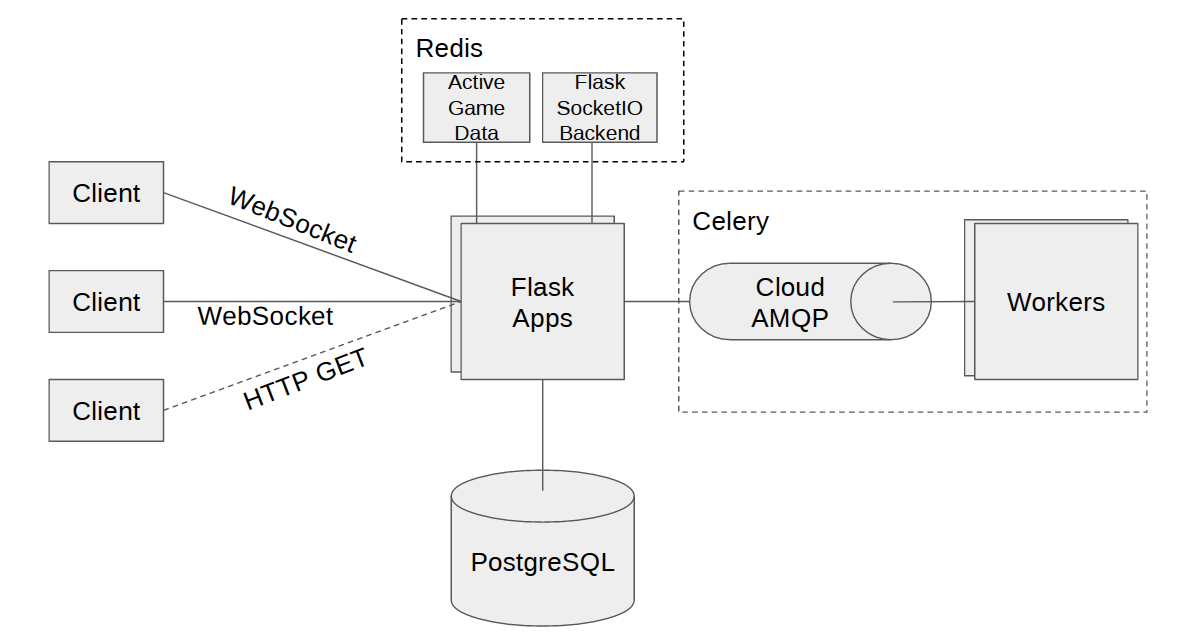 Redis
Active
Game
Data
Flask
SocketIO
Backend
Client
WebSocket
Client
WebSocket
Client
HTTP GET
Flask
Apps
Celery
Cloud
AMQP
Workers
PostgreSQL